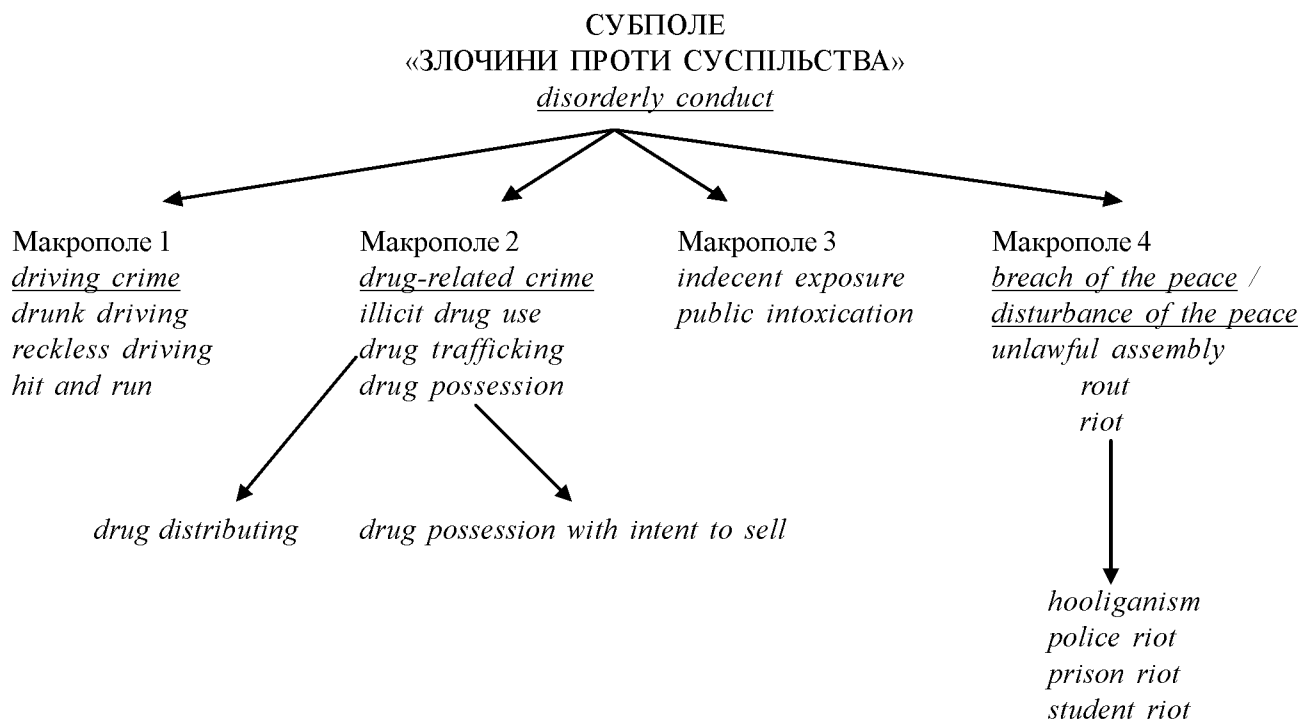 СУБПОЛЕ
«ЗЛОЧИНИ ПРОТИ СУСПІЛЬСТВА»
disorderly conduct
Макрополе 1
driving crime
drunk driving
reckless driving
hit and run
Макрополе 2
drug-related crime
illicit drug use
drug trafficking
drug possession
Макрополе 3
indecent exposure
public intoxication
Макрополе 4
breach of the peace /
disturbance of the peace
unlawful assembly
rout
riot
drug distributing
drug possession with intent to sell
hooliganism
police riot
prison riot
student riot